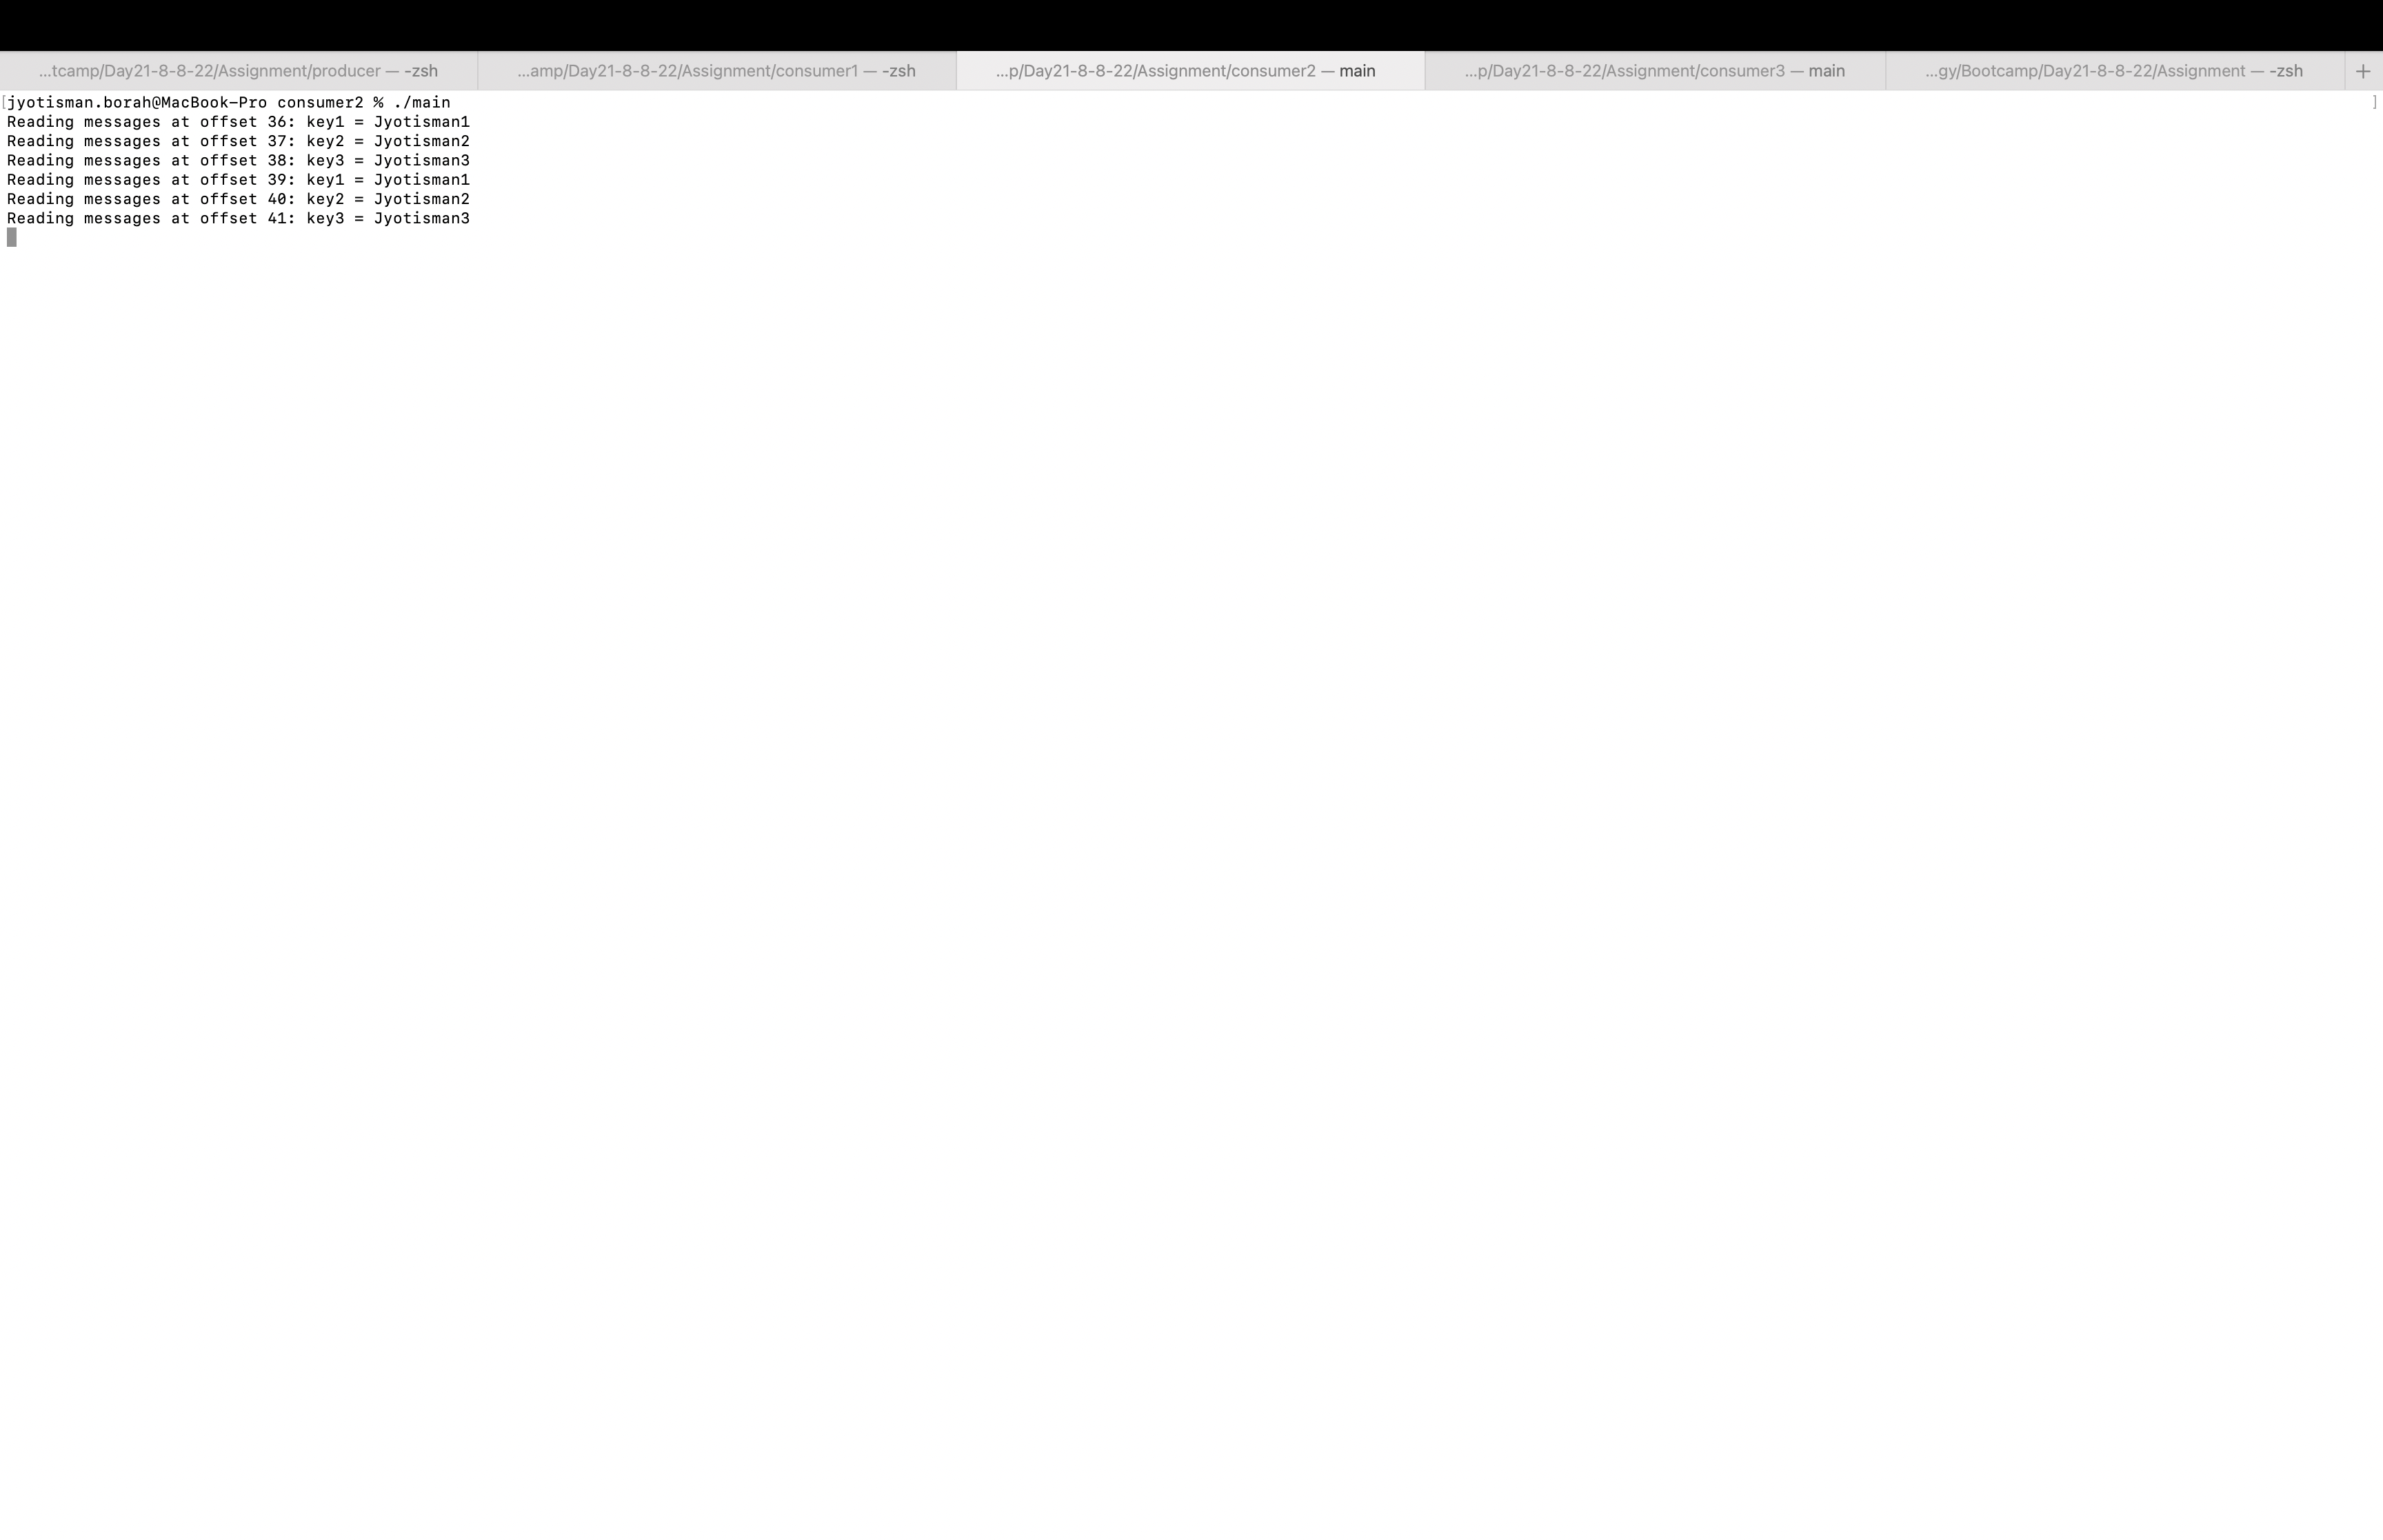 ...tcamp/Day21-8-8-22/Assignment/producer — -zsh
...amp/Day21-8-8-22/Assignment/consumer1 — -zsh
...p/Day21-8-8-22/Assignment/consumer2 — main
...p/Day21-8-8-22/Assignment/consumer3 — main
...gy/Bootcamp/Day21-8-8-22/Assignment — -zsh
+
[jyotisman.borah@MacBook-Pro consumer2 % ./main ]
Reading messages at offset 36: key1 = Jyotisman1
Reading messages at offset 37: key2 = Jyotisman2
Reading messages at offset 38: key3 = Jyotisman3
Reading messages at offset 39: key1 = Jyotisman1
Reading messages at offset 40: key2 = Jyotisman2
Reading messages at offset 41: key3 = Jyotisman3